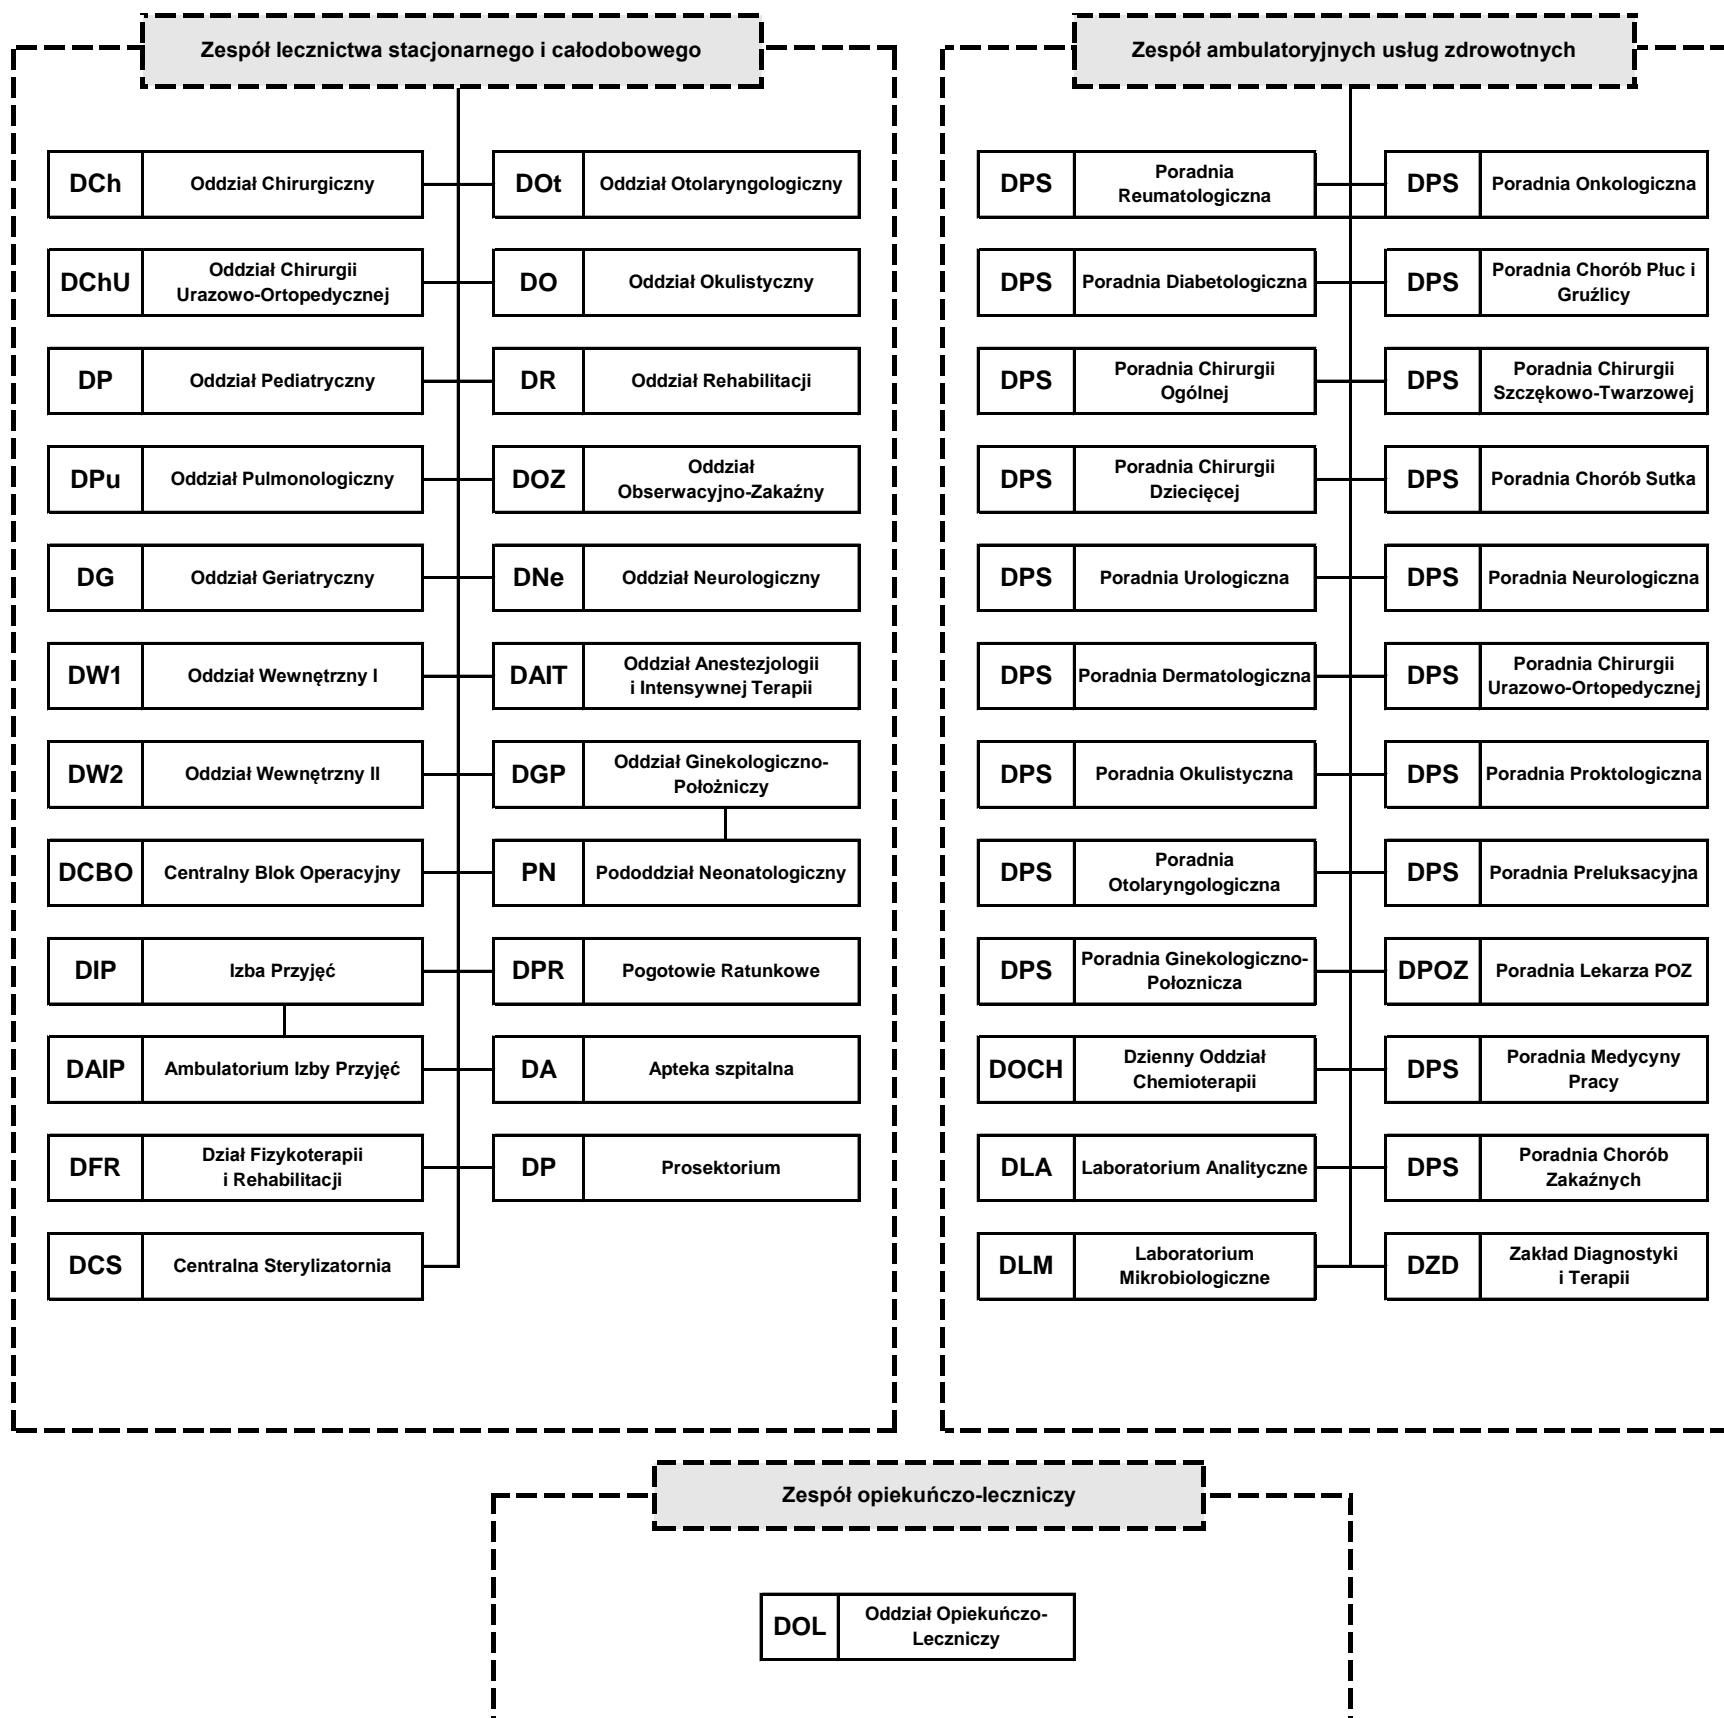 Zespół lecznictwa stacjonarnego i całodobowego
DCh
Oddział Chirurgiczny
DOt
Oddział Otolaryngologiczny
DChU
Oddział Chirurgii
Urazowo-Ortopedycznej
DO
Oddział Okulistyczny
DP
Oddział Pediatryczny
DR
Oddział Rehabilitacji
DPu
Oddział Pulmonologiczny
DOZ
Oddział
Obserwacyjno-Zakaźny
DG
Oddział Geriatryczny
DNe
Oddział Neurologiczny
DW1
Oddział Wewnętrzny I
DAIT
Oddział Anestezjologii
i Intensywnej Terapii
DW2
Oddział Wewnętrzny II
DGP
Oddział Ginekologiczno-
Położniczy
DCBO
Centralny Blok Operacyjny
PN
Pododdział Neonatologiczny
DIP
Izba Przyjęć
DPR
Pogotowie Ratunkowe
DAIP
Ambulatorium Izby Przyjęć
DA
Apteka szpitalna
DFR
Dział Fizykoterapii
i Rehabilitacji
DP
Prosektorium
DCS
Centralna Sterylizatornia
Zespół ambulatoryjnych usług zdrowotnych
DPS
Poradnia
Reumatologiczna
DPS
Poradnia Onkologiczna
DPS
Poradnia Diabetologiczna
DPS
Poradnia Chorób Płuc i
Gruźlicy
DPS
Poradnia Chirurgii
Ogólnej
DPS
Poradnia Chirurgii
Szczękowo-Twarzowej
DPS
Poradnia Chirurgii
Dziecięcej
DPS
Poradnia Chorób Sutka
DPS
Poradnia Urologiczna
DPS
Poradnia Neurologiczna
DPS
Poradnia Dermatologiczna
DPS
Poradnia Chirurgii
Urazowo-Ortopedycznej
DPS
Poradnia Okulistyczna
DPS
Poradnia Proktologiczna
DPS
Poradnia
Otolaryngologiczna
DPS
Poradnia Preluksacyjna
DPS
Poradnia Ginekologiczno-
Połoznicza
DPOZ
Poradnia Lekarza POZ
DOCH
Dzienny Oddział
Chemioterapii
DPS
Poradnia Medycyny
Pracy
DLA
Laboratorium Analityczne
DPS
Poradnia Chorób
Zakaźnych
DLM
Laboratorium
Mikrobiologiczne
DZD
Zakład Diagnostyki
i Terapii
Zespół opiekuńczo-leczniczy
DOL
Oddział Opiekuńczo-
Leczniczy